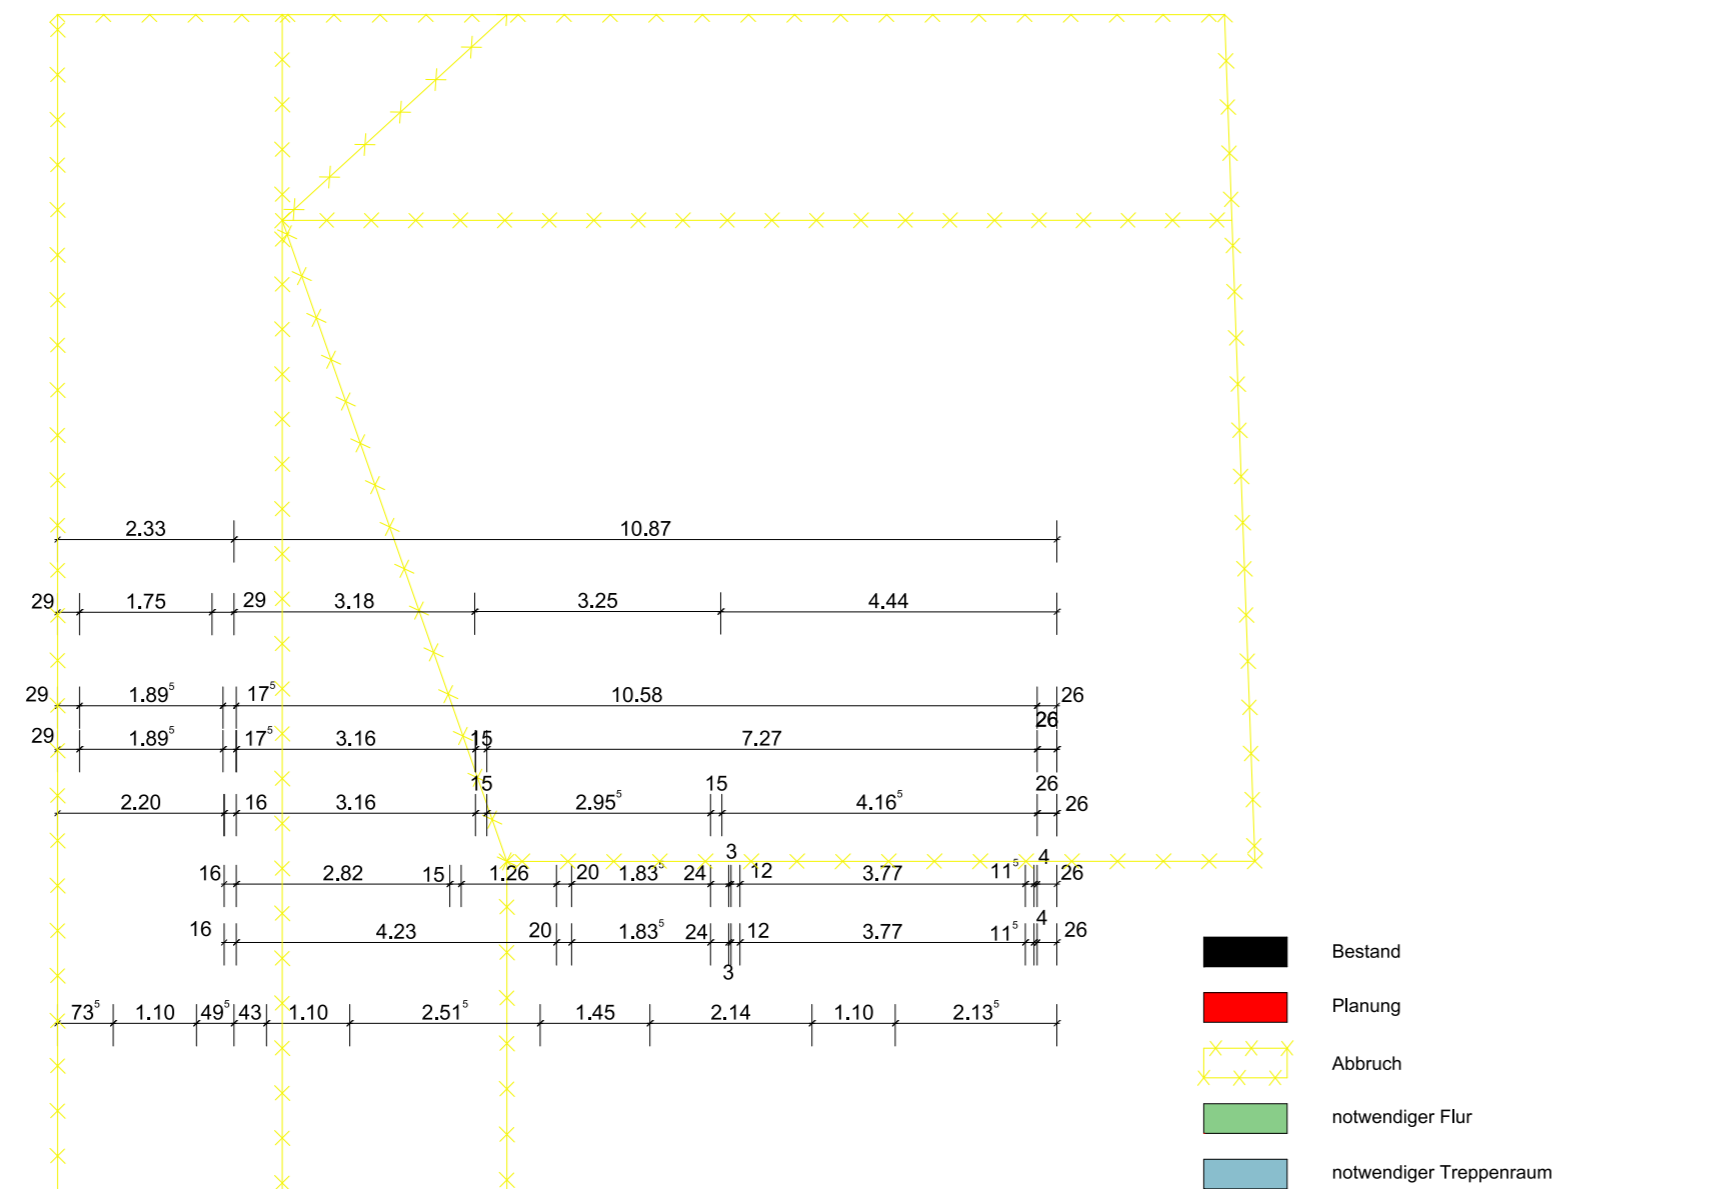 2.33 10.87
29 1.75 29 3.18 3.25 4.44
29 1.89⁵ 17⁵ 10.58 26
26
29 1.89⁵ 17⁵ 3.16 15 7.27
15 15 26
2.20 16 3.16 2.95⁵ 4.16⁵ 26
3 4
16 2.82 15 1.26 20 1.83⁵ 24 12 3.77 11⁵ 26
4
16 4.23 20 1.83⁵ 24 12 3.77 11⁵ 26
3
73⁵ 1.10 49⁵ 43 1.10 2.51⁵ 1.45 2.14 1.10 2.13⁵
Bestand
Planung
Abbruch
notwendiger Flur
notwendiger Treppenraum